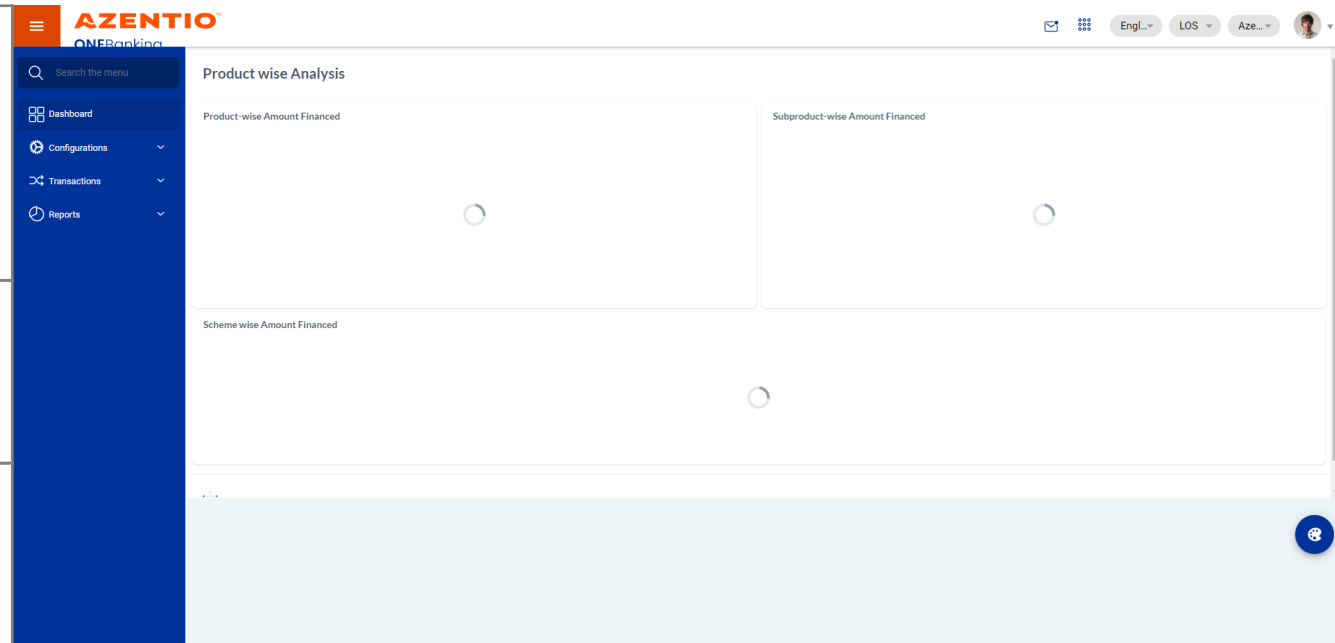 AZENTIO™
ONEBanking
Engl...
LOS
Aze...
Search the menu
Dashboard
Configurations
Transactions
Reports
Product wise Analysis
Product-wise Amount Financed
Subproduct-wise Amount Financed
Scheme wise Amount Financed